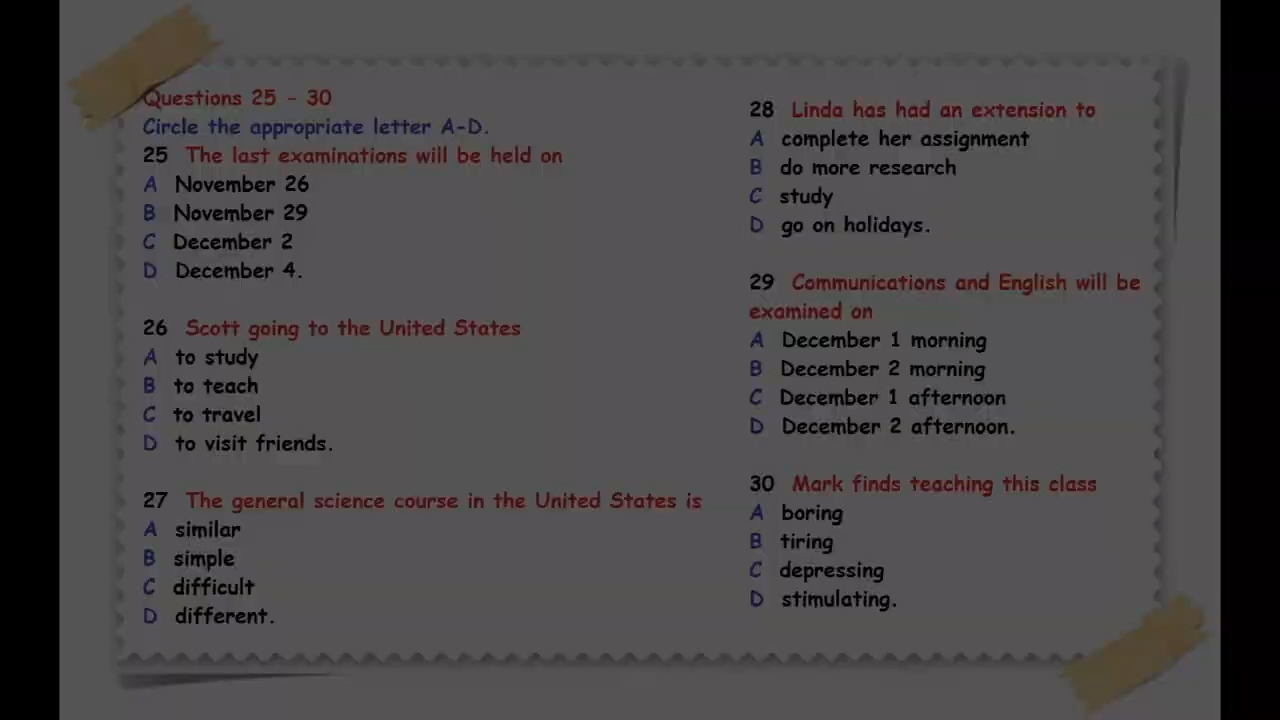 Questions 25 - 30
Circle the appropriate letter A-D.
25 The last examinations will be held on
A November 26
B November 29
C December 2
D December 4.
26 Scott going to the United States
A to study
B to teach
C to travel
D to visit friends.
27 The general science course in the United States is
A similar
B simple
C difficult
D different.
28 Linda has had an extension to
A complete her assignment
B do more research
C study
D go on holidays.
29 Communications and English will be
examined on
A December 1 morning
B December 2 morning
C December 1 afternoon
D December 2 afternoon.
30 Mark finds teaching this class
A boring
B tiring
C depressing
D stimulating.